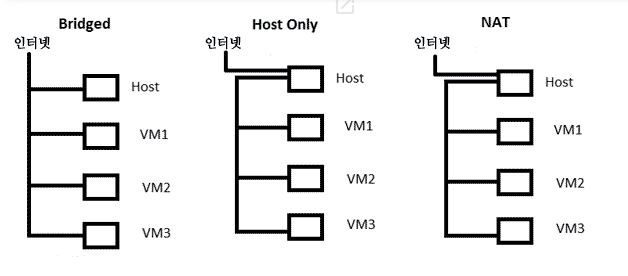 Bridged
인터넷
Host
VM1
VM2
VM3
Host Only
인터넷
Host
VM1
VM2
VM3
NAT
인터넷
Host
VM1
VM2
VM3